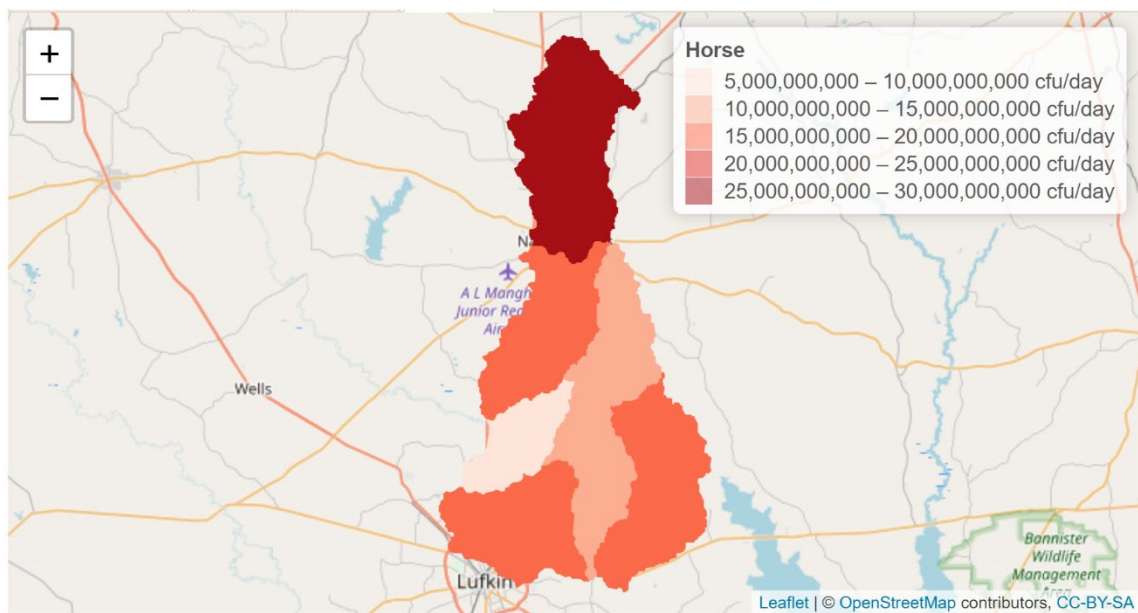 +
−
Horse
5,000,000,000 – 10,000,000,000 cfu/day
10,000,000,000 – 15,000,000,000 cfu/day
15,000,000,000 – 20,000,000,000 cfu/day
20,000,000,000 – 25,000,000,000 cfu/day
25,000,000,000 – 30,000,000,000 cfu/day
A L Mangh
Junior Re
Wells
Lufkin
Bannister
Wildlife
Management
Area
Leaflet | © OpenStreetMap contributors, CC-BY-SA